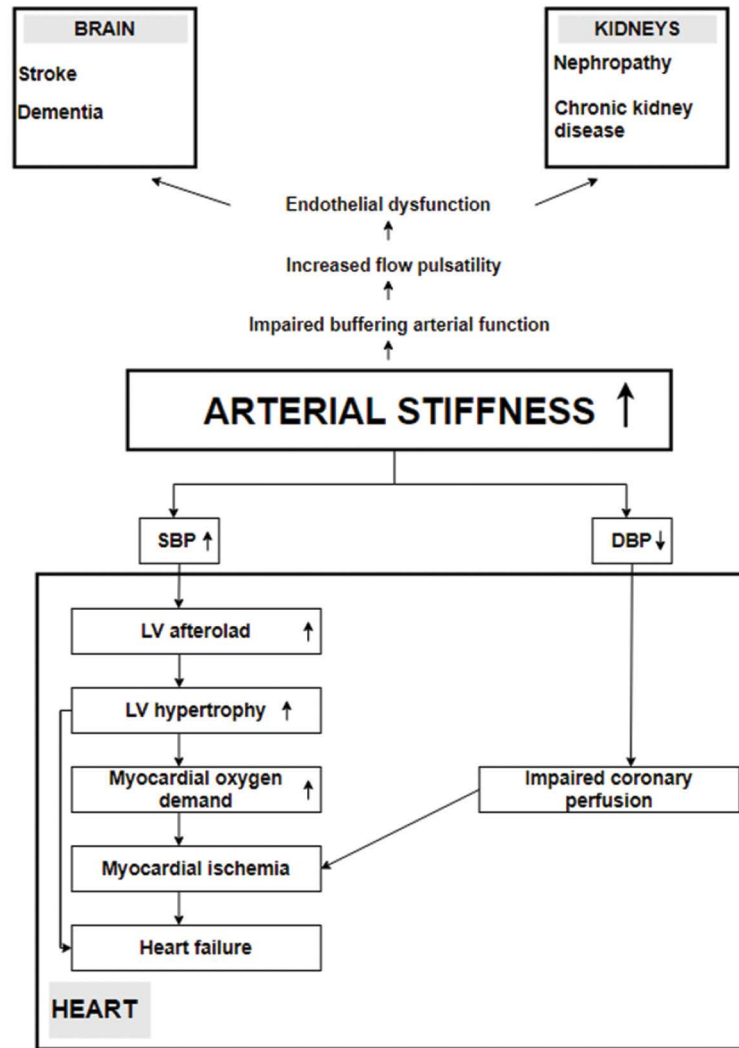 BRAIN
Stroke
Dementia
KIDNEYS
Nephropathy
Chronic kidney
disease
Endothelial dysfunction
↑
Increased flow pulsatility
↑
Impaired buffering arterial function
↑
ARTERIAL STIFFNESS ↑
SBP ↑
DBP ↓
LV afterolad ↑
LV hypertrophy ↑
Myocardial oxygen
demand ↑
Impaired coronary
perfusion
Myocardial ischemia
Heart failure
HEART